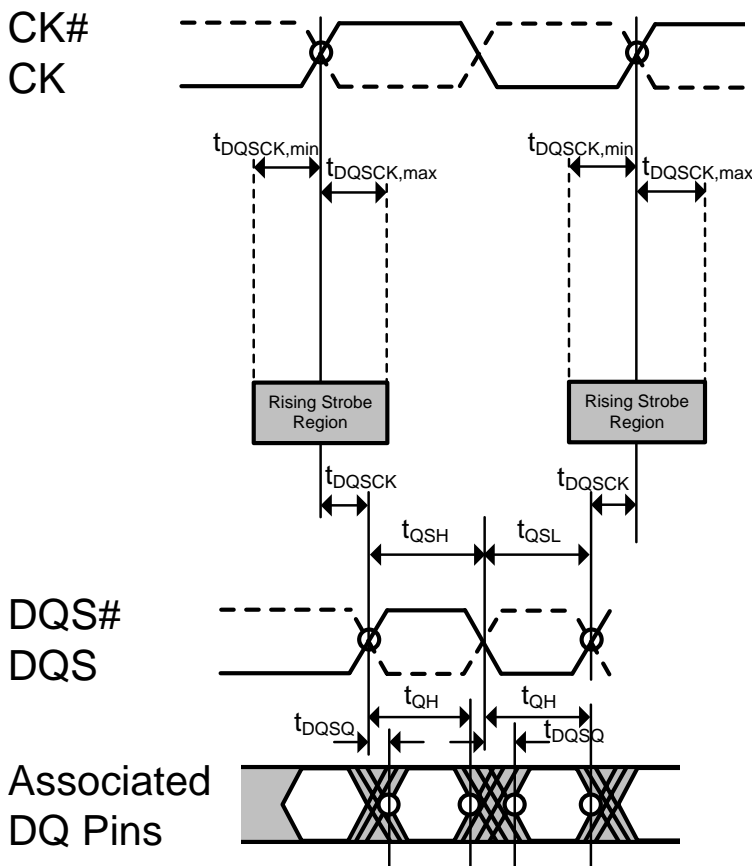 CK#
CK
tDQSCK,min
tDQSCK,max
tDQSCK,min
tDQSCK,max
Rising Strobe
Region
Rising Strobe
Region
tDQSCK
tDQSCK
tQSH
tQSL
DQS#
DQS
tQH
tQH
tDQSQ
tDQSQ
Associated
DQ Pins